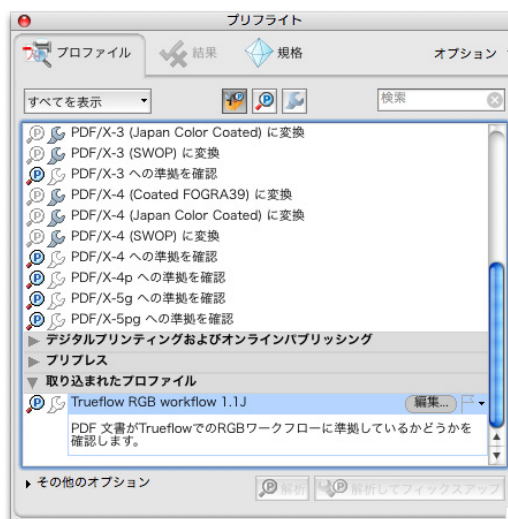 プリフライト
プロファイル 結果 規格 オプション
すべてを表示 検索
PDF/X-3 (Japan Color Coated) に変換
PDF/X-3 (SWOP) に変換
PDF/X-3 への準拠を確認
PDF/X-4 (Coated FOGRA39) に変換
PDF/X-4 (Japan Color Coated) に変換
PDF/X-4 (SWOP) に変換
PDF/X-4 への準拠を確認
PDF/X-4p への準拠を確認
PDF/X-5g への準拠を確認
PDF/X-5pg への準拠を確認
デジタルプリンティングおよびオンラインパブリッシング
プリプレス
取り込まれたプロファイル
Trueflow RGB workflow 1.1J 編集...
PDF 文書がTrueflowでのRGBワークフローに準拠しているかどうかを
確認します。
その他のオプション 解析 解析してフィックスアップ